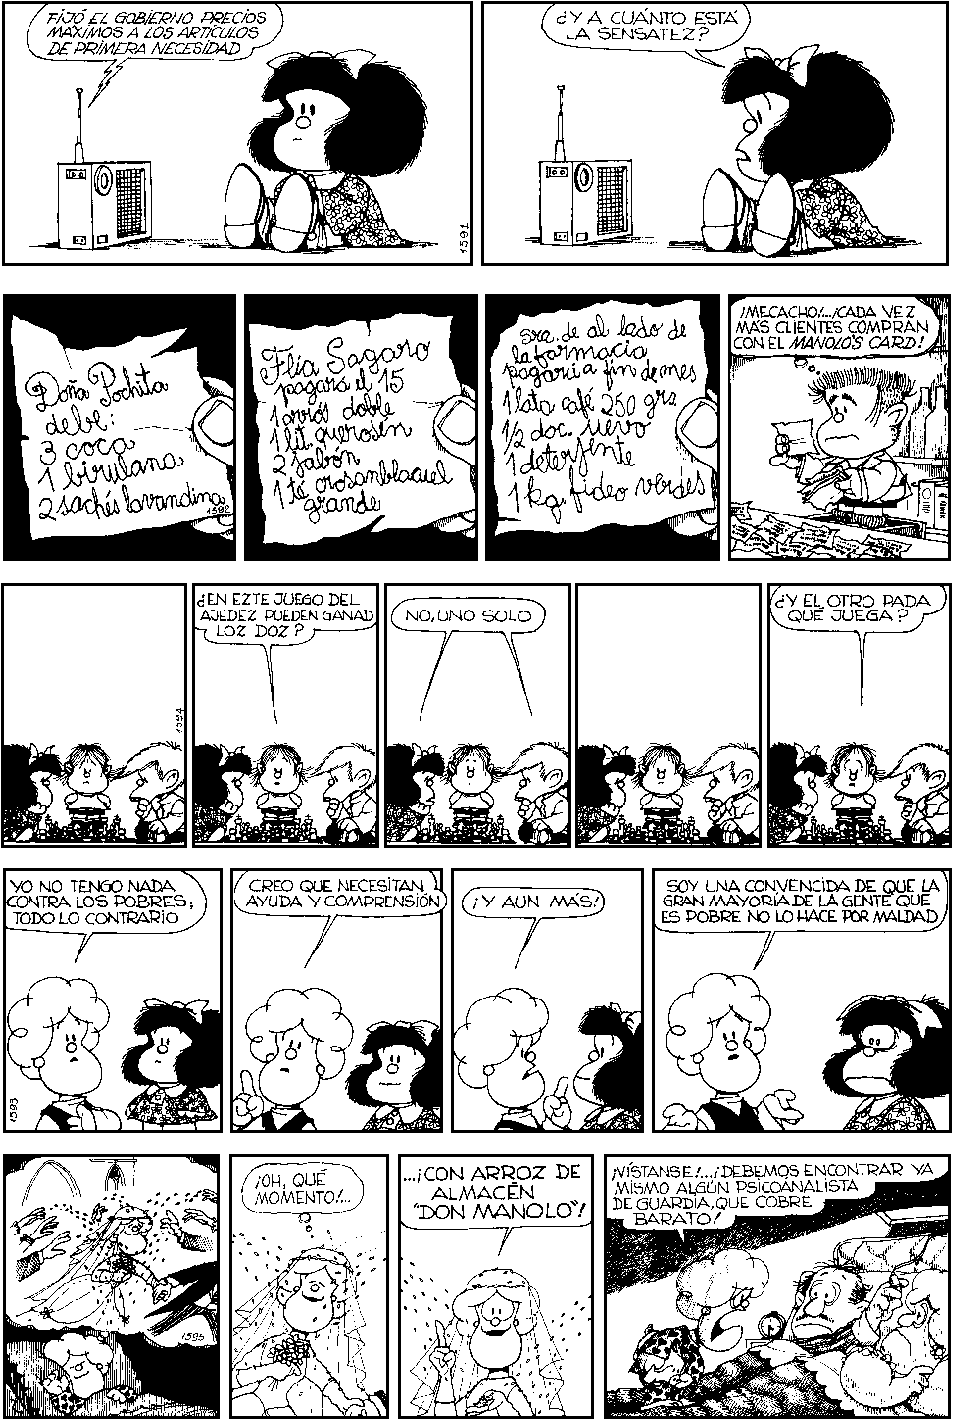 FIJÓ EL GOBIERNO PRECIOS
MÁXIMOS A LOS ARTÍCULOS
DE PRIMERA NECESIDAD
1591
¿Y A CUÁNTO ESTÁ
LA SENSATEZ?
Doña Pochita
debe:
3 coca
1 birulana
2 sachés lavandina
1592
Flia Sagaro
pagará el 15
1 arrós doble
1 lit. querosén
2 jabón
1 té crosanblacuel
grande
Sra. de al lado de
la farmacia
pagaría a fin de mes
1 lata café 250 grs
1/2 doc. uevo
1 deterjente
1 kg. fideo verdes
¡MECACHO!...¡CADA VEZ
MÁS CLIENTES COMPRAN
CON EL MANOLO'S CARD!
1594
¿EN EZTE JUEGO DEL
AJEDEZ PUEDEN GANAD
LOZ DOZ?
NO, UNO SOLO
¿Y EL OTRO PADA
QUÉ JUEGA?
YO NO TENGO NADA
CONTRA LOS POBRES;
TODO LO CONTRARIO
1593
CREO QUE NECESITAN
AYUDA Y COMPRENSIÓN
¡Y AUN MÁS!
SOY UNA CONVENCIDA DE QUE LA
GRAN MAYORÍA DE LA GENTE QUE
ES POBRE NO LO HACE POR MALDAD
1595
¡OH, QUÉ
MOMENTO!...
...¡CON ARROZ DE
ALMACÉN
"DON MANOLO"!
¡VÍSTANSE!...¡DEBEMOS ENCONTRAR YA
MISMO ALGÚN PSICOANALISTA
DE GUARDIA, QUE COBRE
BARATO!